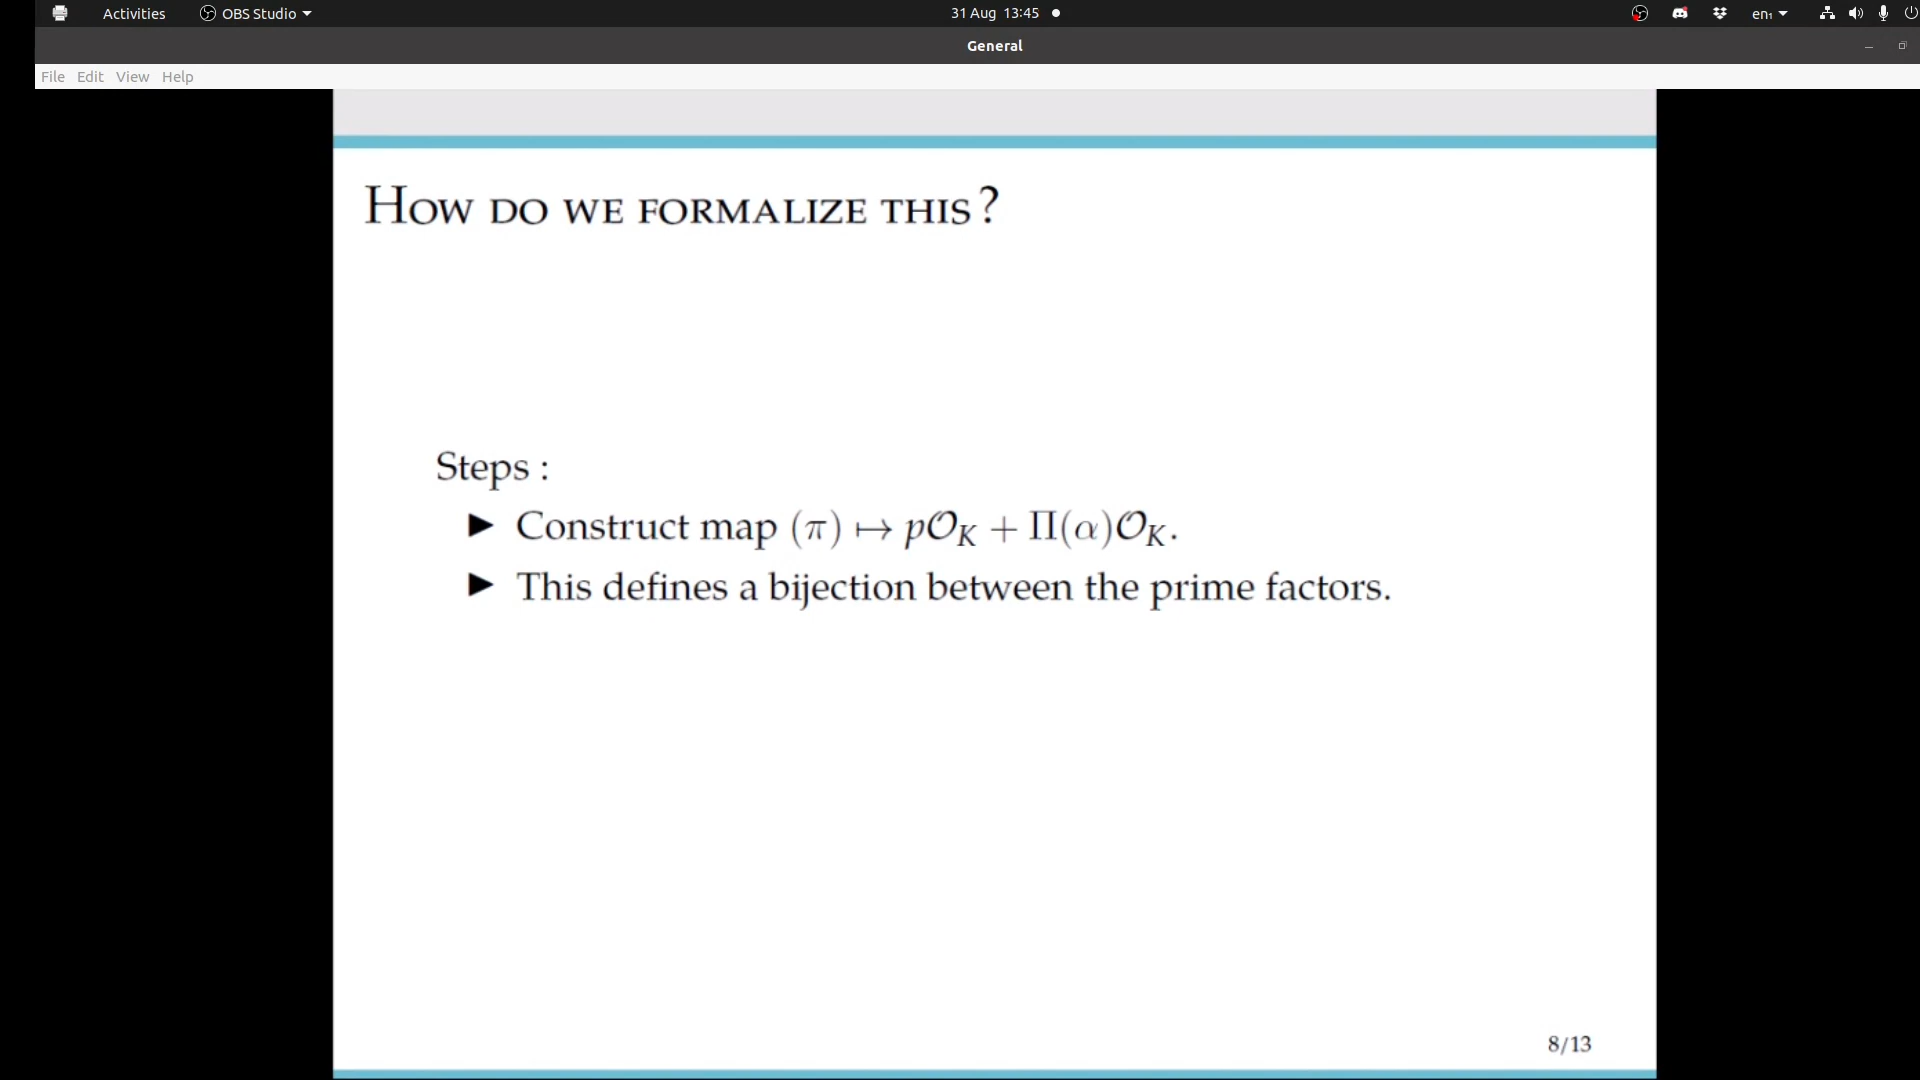 Activities OBS Studio 31 Aug 13:45 en₁
General
File Edit View Help
HOW DO WE FORMALIZE THIS ?
Steps :
▶ Construct map (π) ↦ p𝒪_K + Π(α)𝒪_K.
▶ This defines a bijection between the prime factors.
8/13